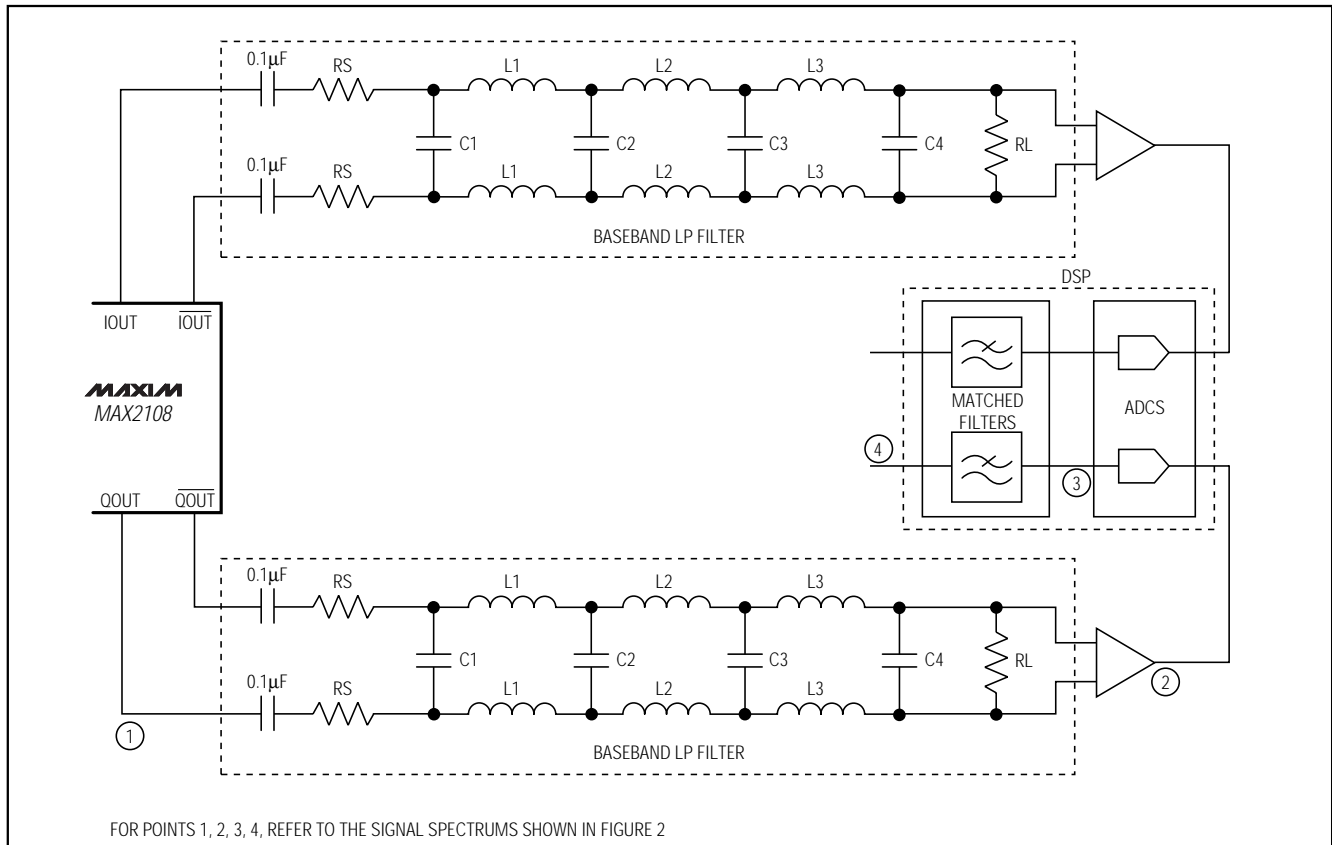 0.1µF
RS
L1
L2
L3
C1
C2
C3
C4
RL
0.1µF
RS
L1
L2
L3
BASEBAND LP FILTER
IOUT
IOUT
MAXIM
MAX2108
QOUT
QOUT
DSP
MATCHED
FILTERS
ADCS
4
3
0.1µF
RS
L1
L2
L3
C1
C2
C3
C4
RL
0.1µF
RS
L1
L2
L3
2
1
BASEBAND LP FILTER
FOR POINTS 1, 2, 3, 4, REFER TO THE SIGNAL SPECTRUMS SHOWN IN FIGURE 2